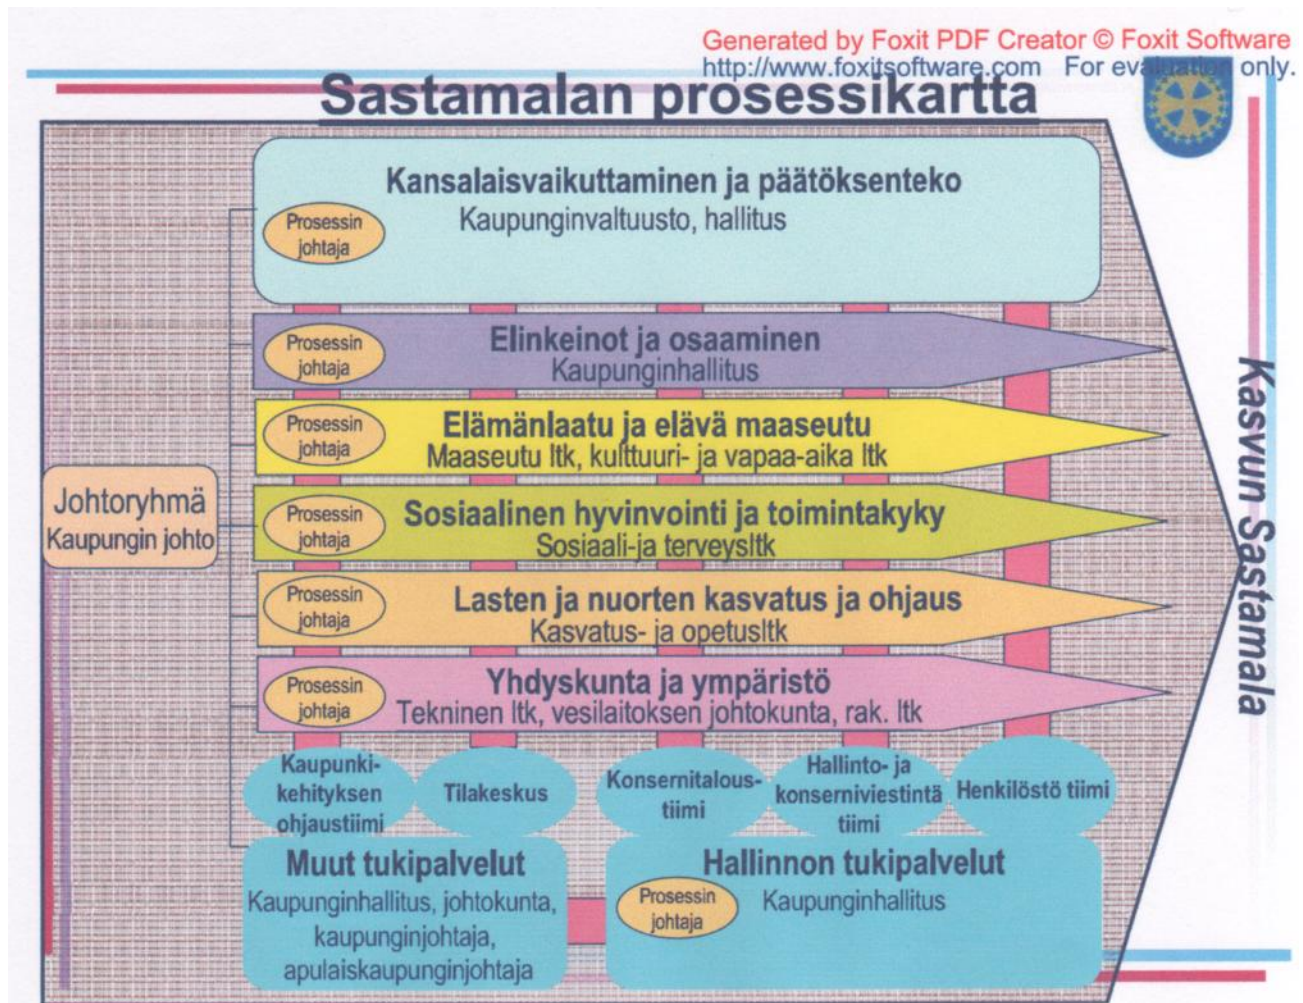 Generated by Foxit PDF Creator © Foxit Software
http://www.foxitsoftware.com For evaluation only.
Sastamalan prosessikartta
Kansalaisvaikuttaminen ja päätöksenteko
Kaupunginvaltuusto, hallitus
Prosessin
johtaja
Elinkeinot ja osaaminen
Kaupunginhallitus
Prosessin
johtaja
Elämänlaatu ja elävä maaseutu
Maaseutu ltk, kulttuuri- ja vapaa-aika ltk
Prosessin
johtaja
Johtoryhmä
Kaupungin johto
Sosiaalinen hyvinvointi ja toimintakyky
Sosiaali-ja terveysltk
Prosessin
johtaja
Lasten ja nuorten kasvatus ja ohjaus
Kasvatus- ja opetusltk
Prosessin
johtaja
Yhdyskunta ja ympäristö
Tekninen ltk, vesilaitoksen johtokunta, rak. ltk
Prosessin
johtaja
Kasvun Sastamala
Kaupunki-
kehityksen
ohjaustiimi
Tilakeskus
Konsernitalous-
tiimi
Hallinto- ja
konserniviestintä
tiimi
Henkilöstö tiimi
Muut tukipalvelut
Kaupunginhallitus, johtokunta,
kaupunginjohtaja,
apulaiskaupunginjohtaja
Hallinnon tukipalvelut
Kaupunginhallitus
Prosessin
johtaja